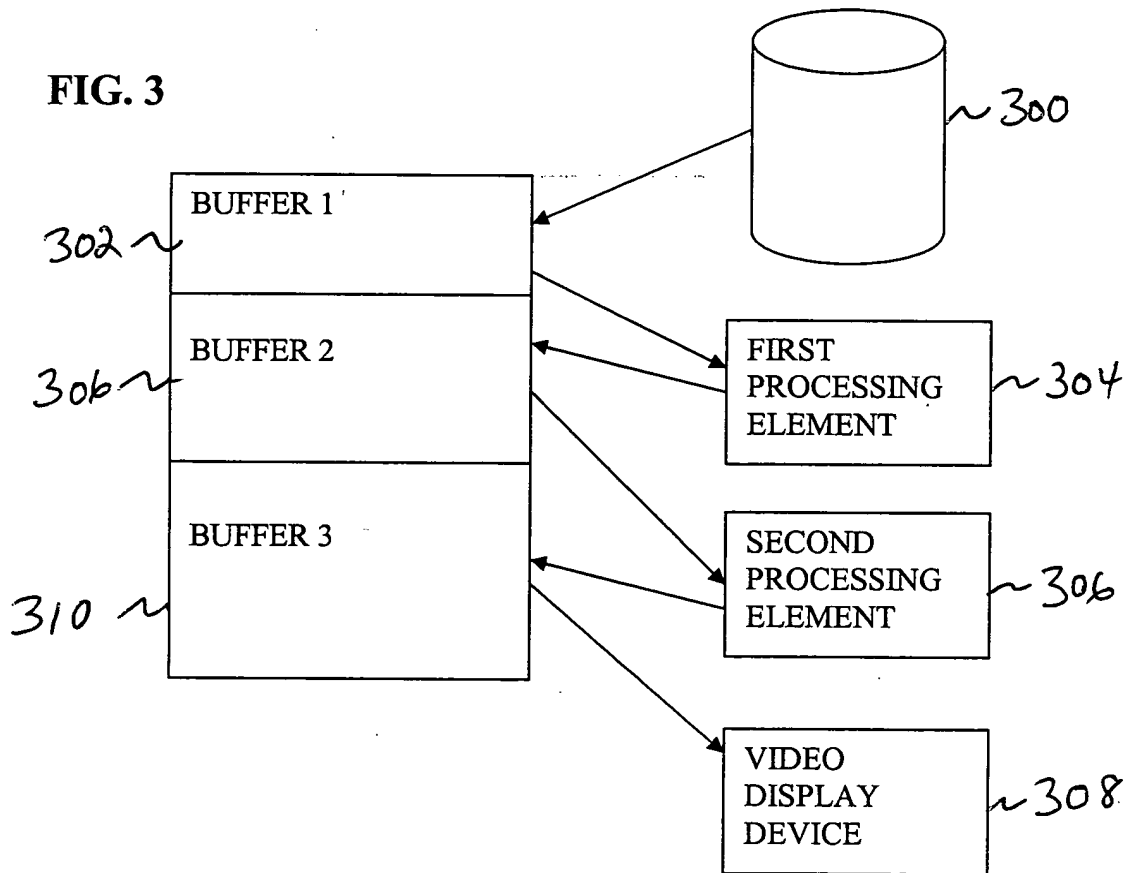 FIG. 3
300
BUFFER 1
302
BUFFER 2
306
FIRST
PROCESSING
ELEMENT
304
BUFFER 3
310
SECOND
PROCESSING
ELEMENT
306
VIDEO
DISPLAY
DEVICE
308